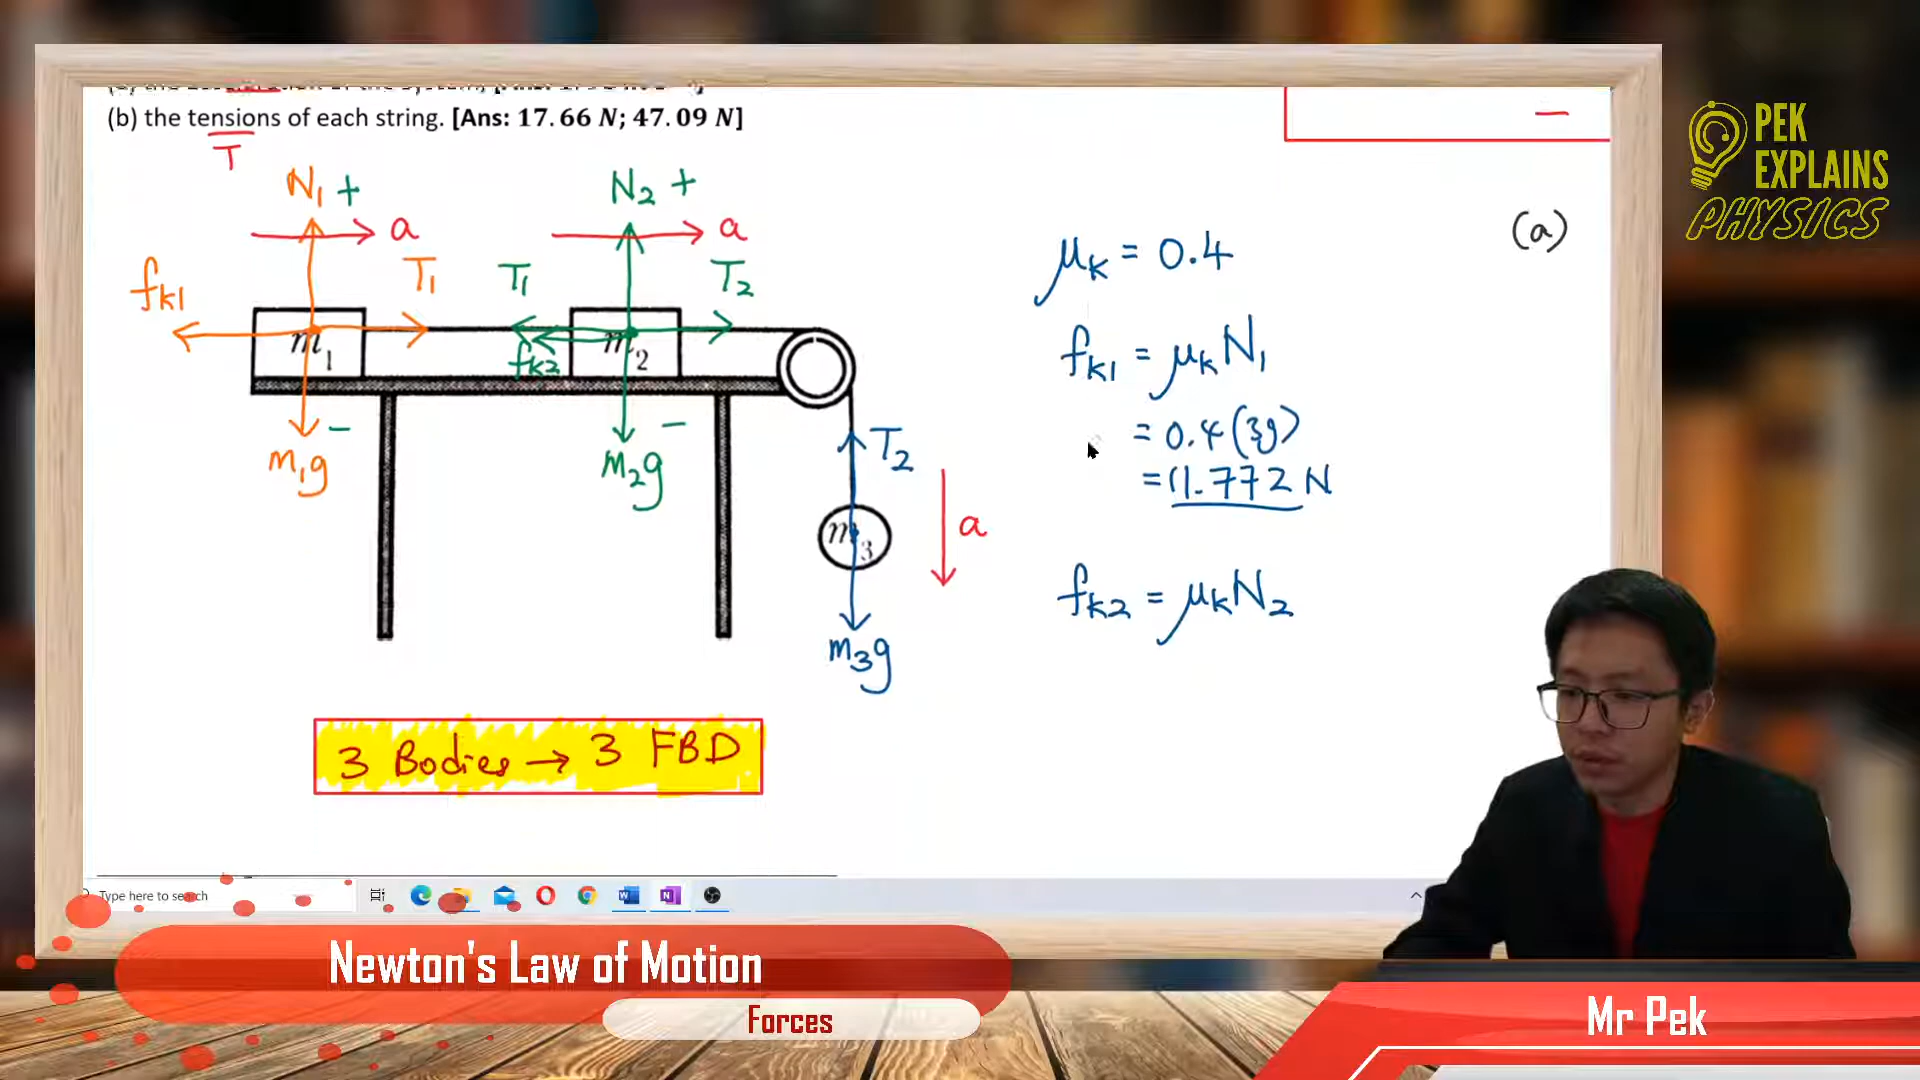 (b) the tensions of each string. [Ans: 17.66 N; 47.09 N]
T
N₁ +
a
fₖ₁
T₁
m₁
-
m₁g
N₂ +
a
T₁
T₂
fₖ₂
m₂
-
m₂g
T₂
m₃
a
m₃g
3 Bodies → 3 FBD
(a)
μₖ = 0.4
fₖ₁ = μₖN₁
= 0.4 (3g)
= 11.772 N
fₖ₂ = μₖN₂
PEK
EXPLAINS
PHYSICS
Type here to search
Newton's Law of Motion
Forces
Mr Pek